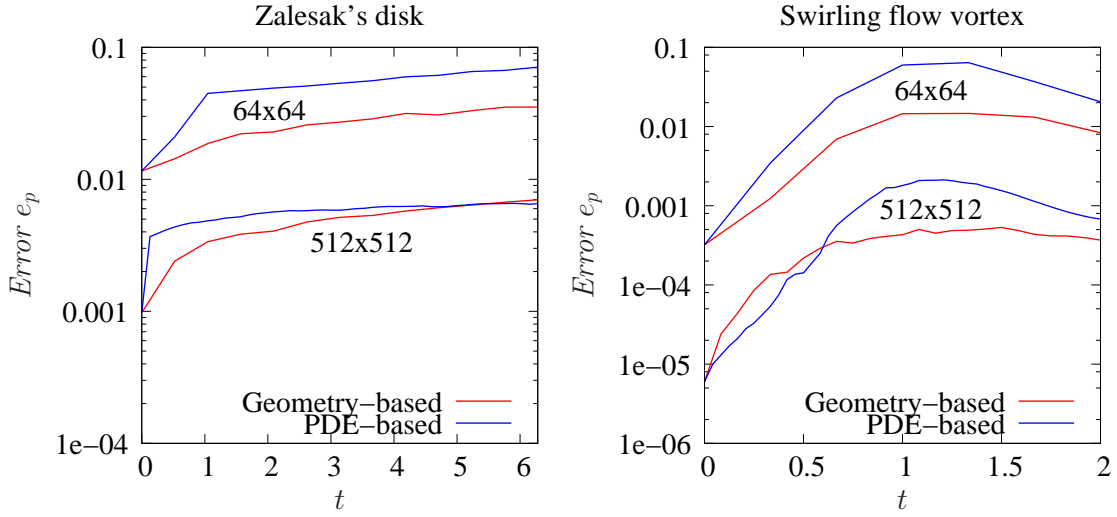 Zalesak's disk
0.1
0.01
0.001
1e−04
Error e_p
64x64
512x512
Geometry−based
PDE−based
0 1 2 3 4 5 6
t
Swirling flow vortex
0.1
0.01
0.001
1e−04
1e−05
1e−06
Error e_p
64x64
512x512
Geometry−based
PDE−based
0 0.5 1 1.5 2
t